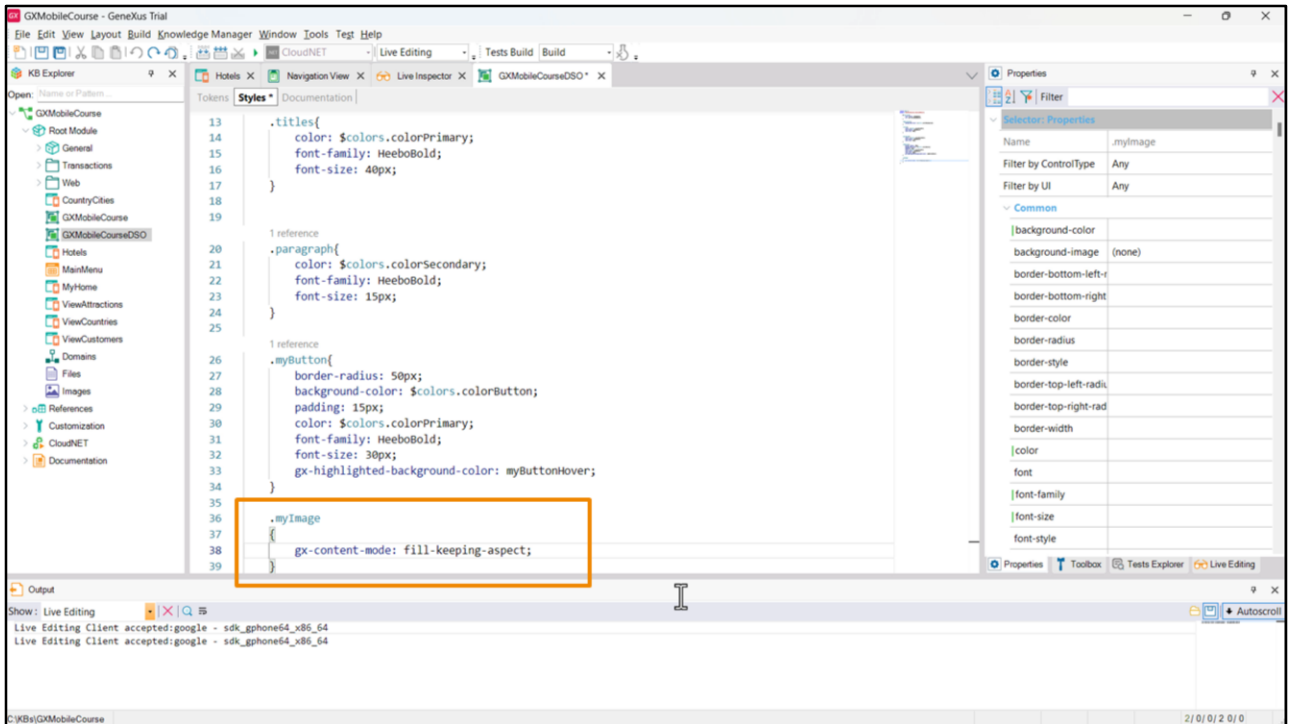 GX GXMobileCourse - GeneXus Trial
File Edit View Layout Build Knowledge Manager Window Tools Test Help
CloudNET Live Editing Tests Build Build
KB Explorer
Open: Name or Pattern...
GXMobileCourse
Root Module
General
Transactions
Web
CountryCities
GXMobileCourse
GXMobileCourseDSO
Hotels
MainMenu
MyHome
ViewAttractions
ViewCountries
ViewCustomers
Domains
Files
Images
References
Customization
CloudNET
Documentation
Hotels X Navigation View X Live Inspector X GXMobileCourseDSO* X
Tokens Styles * Documentation
13 .titles{
14 color: $colors.colorPrimary;
15 font-family: HeeboBold;
16 font-size: 40px;
17 }
18
19
1 reference
20 .paragraph{
21 color: $colors.colorSecondary;
22 font-family: HeeboBold;
23 font-size: 15px;
24 }
25
1 reference
26 .myButton{
27 border-radius: 50px;
28 background-color: $colors.colorButton;
29 padding: 15px;
30 color: $colors.colorPrimary;
31 font-family: HeeboBold;
32 font-size: 30px;
33 gx-highlighted-background-color: myButtonHover;
34 }
35
36 .myImage
37 {
38 gx-content-mode: fill-keeping-aspect;
39 }
Properties
Filter
Selector: Properties
Name .myImage
Filter by ControlType Any
Filter by UI Any
Common
background-color
background-image (none)
border-bottom-left-r
border-bottom-right
border-color
border-radius
border-style
border-top-left-radiu
border-top-right-rad
border-width
color
font
font-family
font-size
font-style
Properties Toolbox Tests Explorer Live Editing
Output
Show: Live Editing Autoscroll
Live Editing Client accepted:google - sdk_gphone64_x86_64
Live Editing Client accepted:google - sdk_gphone64_x86_64
C:\KBs\GXMobileCourse 2/0/0/2 0/0